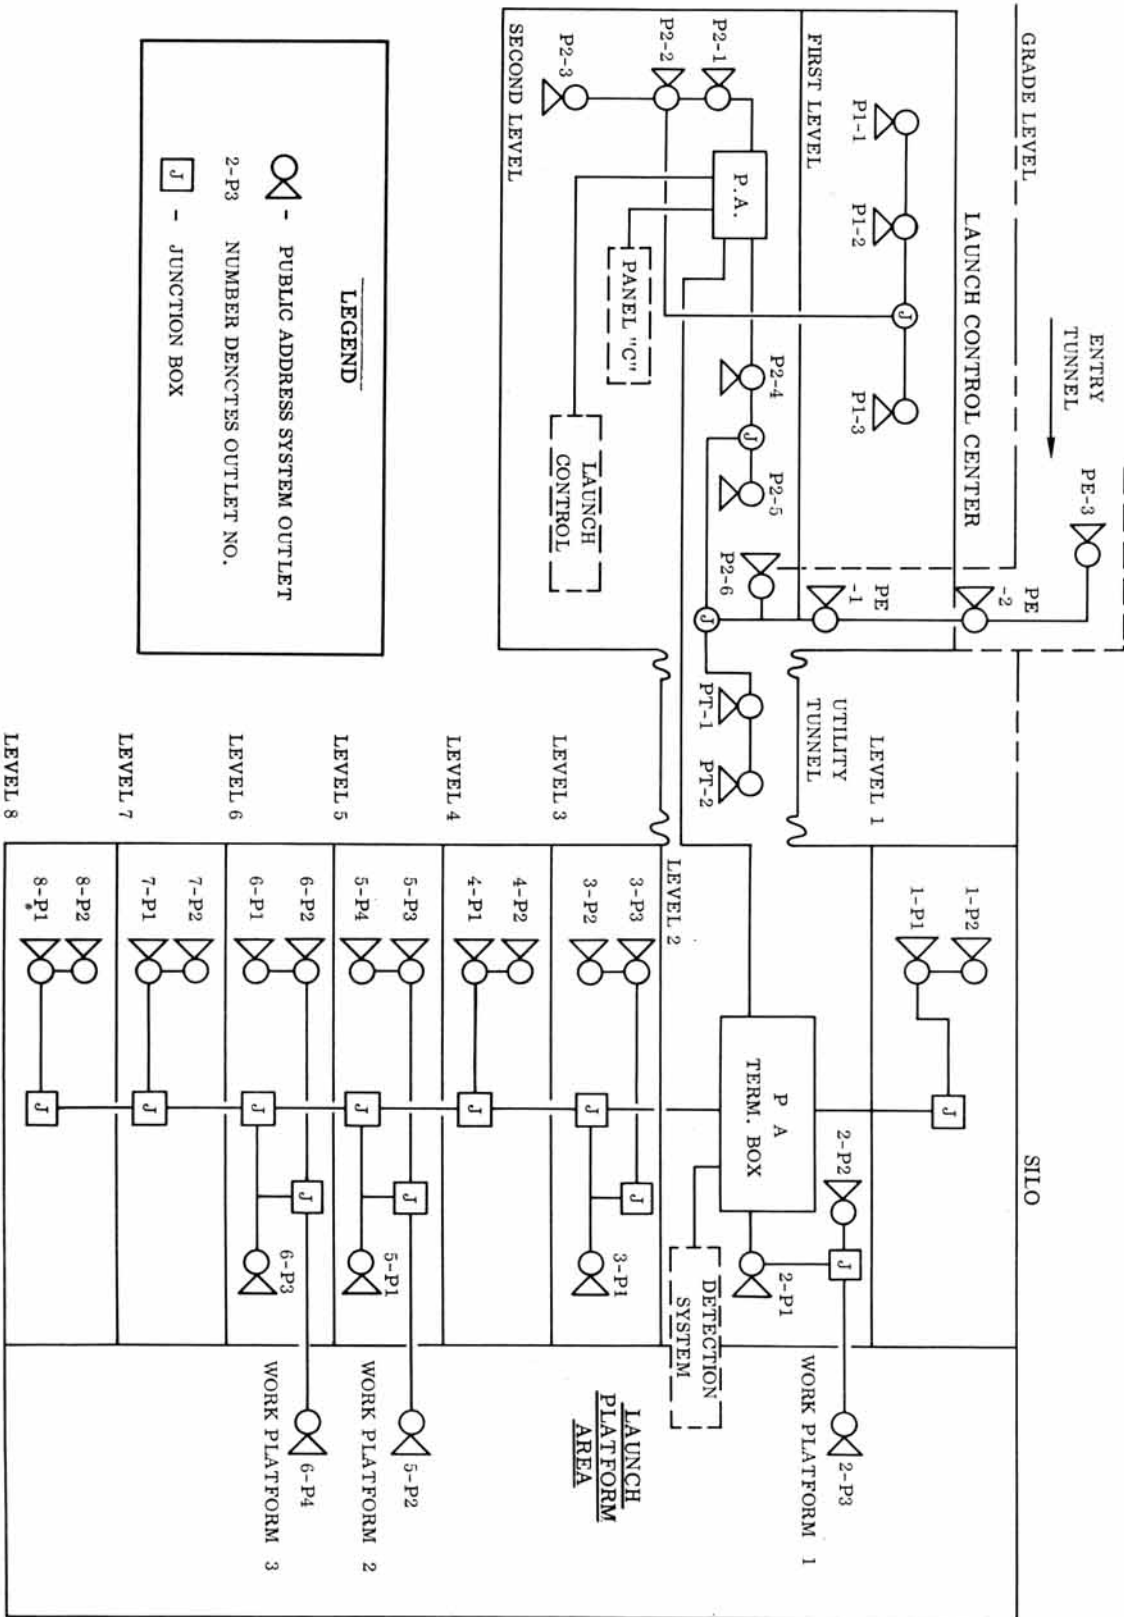 GRADE LEVEL
ENTRY
TUNNEL
PE-3
SILO
LAUNCH CONTROL CENTER
PE
-2
PE
-1
P1-1
P1-2
P1-3
J
FIRST LEVEL
P2-1
P2-2
P2-3
P.A.
P2-4
J
P2-5
P2-6
J
PANEL "C"
LAUNCH
CONTROL
SECOND LEVEL
UTILITY
TUNNEL
PT-1
PT-2
LEVEL 1
1-P2
1-P1
J
LEVEL 2
P A
TERM. BOX
2-P2
J
2-P1
2-P3
WORK PLATFORM 1
DETECTION
SYSTEM
LEVEL 3
3-P3
3-P2
J
J
3-P1
LAUNCH
PLATFORM
AREA
LEVEL 4
4-P2
4-P1
J
LEVEL 5
5-P3
5-P4
J
J
5-P1
5-P2
WORK PLATFORM 2
LEVEL 6
6-P2
6-P1
J
J
6-P3
6-P4
WORK PLATFORM 3
LEVEL 7
7-P2
7-P1
J
LEVEL 8
8-P2
8-P1
*
J
LEGEND
- PUBLIC ADDRESS SYSTEM OUTLET
2-P3 NUMBER DENCTES OUTLET NO.
J - JUNCTION BOX